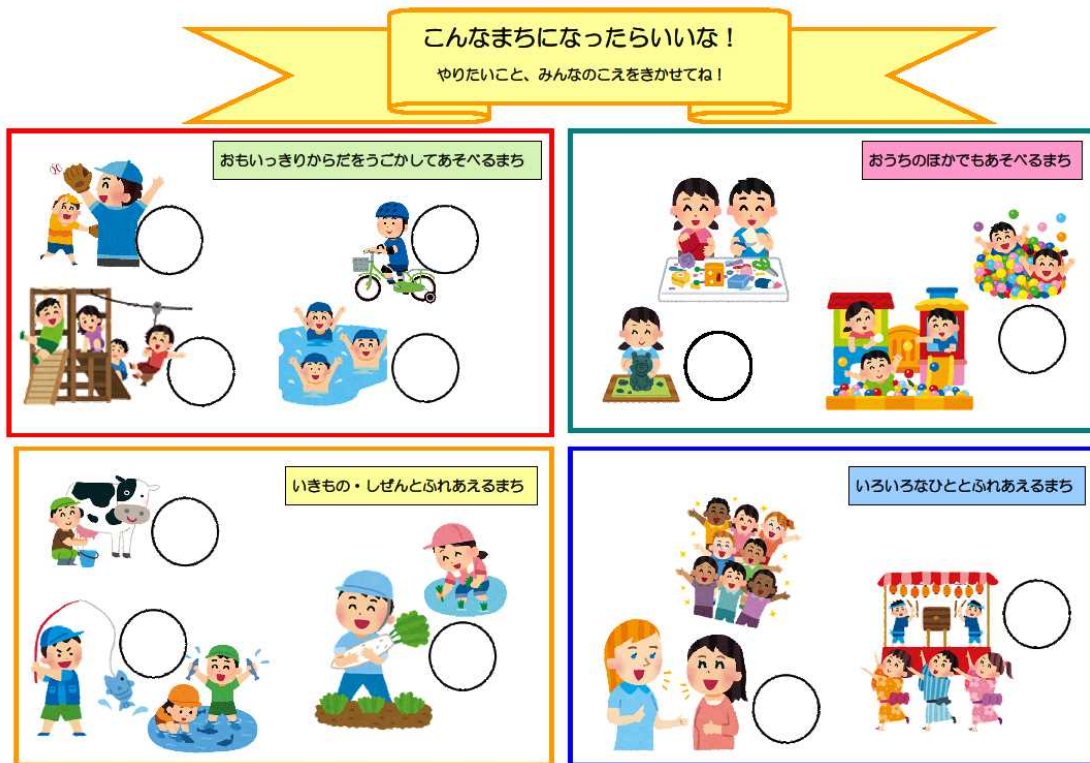 こんなまちになったらいいな！
やりたいこと、みんなのこえをきかせてね！
おもいっきりからだをうごかしてあそべるまち
おうちのほかでもあそべるまち
いきもの・しぜんとふれあえるまち
いろいろなひととふれあえるまち